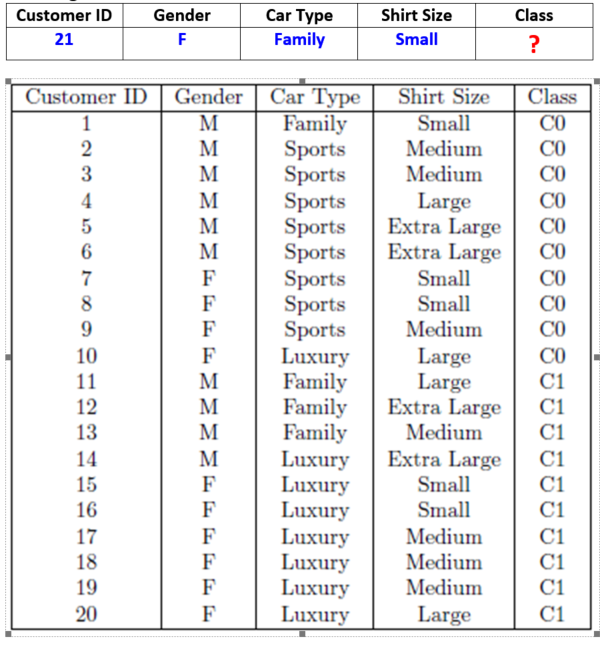 Customer ID Gender Car Type Shirt Size Class
21 F Family Small ?
Customer ID Gender Car Type Shirt Size Class
1 M Family Small C0
2 M Sports Medium C0
3 M Sports Medium C0
4 M Sports Large C0
5 M Sports Extra Large C0
6 M Sports Extra Large C0
7 F Sports Small C0
8 F Sports Small C0
9 F Sports Medium C0
10 F Luxury Large C0
11 M Family Large C1
12 M Family Extra Large C1
13 M Family Medium C1
14 M Luxury Extra Large C1
15 F Luxury Small C1
16 F Luxury Small C1
17 F Luxury Medium C1
18 F Luxury Medium C1
19 F Luxury Medium C1
20 F Luxury Large C1